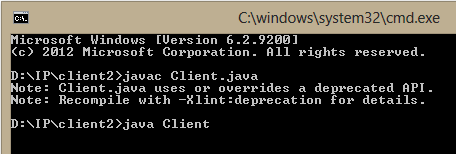 C:\windows\system32\cmd.exe
C:\.
Microsoft Windows [Version 6.2.9200]
(c) 2012 Microsoft Corporation. All rights reserved.
D:\IP\client2>javac Client.java
Note: Client.java uses or overrides a deprecated API.
Note: Recompile with -Xlint:deprecation for details.
D:\IP\client2>java Client